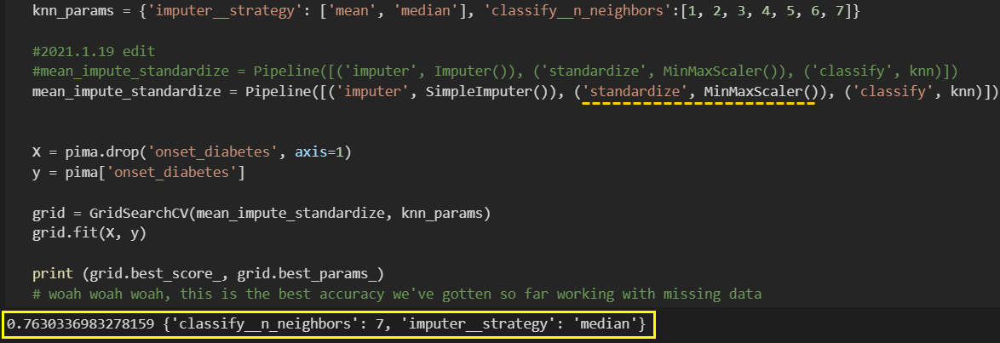 knn_params = {'imputer__strategy': ['mean', 'median'], 'classify__n_neighbors':[1, 2, 3, 4, 5, 6, 7]}
#2021.1.19 edit
#mean_impute_standardize = Pipeline([('imputer', Imputer()), ('standardize', MinMaxScaler()), ('classify', knn)])
mean_impute_standardize = Pipeline([('imputer', SimpleImputer()), ('standardize', MinMaxScaler()), ('classify', knn)])
X = pima.drop('onset_diabetes', axis=1)
y = pima['onset_diabetes']
grid = GridSearchCV(mean_impute_standardize, knn_params)
grid.fit(X, y)
print (grid.best_score_, grid.best_params_)
# woah woah woah, this is the best accuracy we've gotten so far working with missing data
0.7630336983278159 {'classify__n_neighbors': 7, 'imputer__strategy': 'median'}